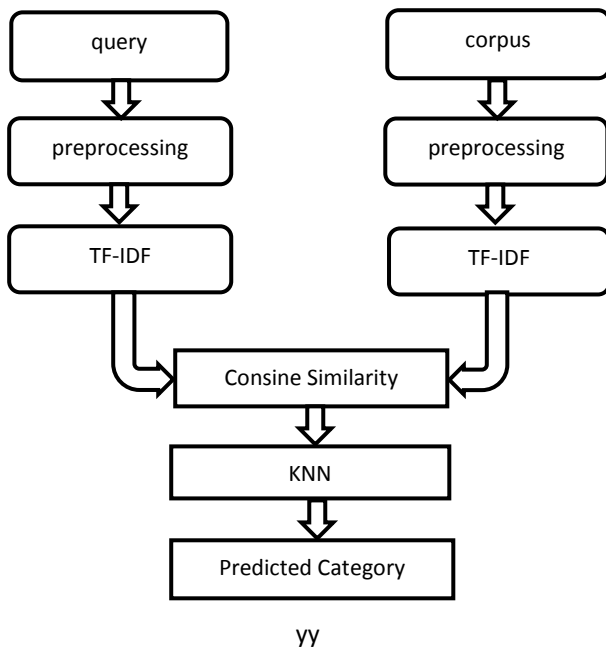 query
corpus
preprocessing
preprocessing
TF-IDF
TF-IDF
Consine Similarity
KNN
Predicted Category
yy